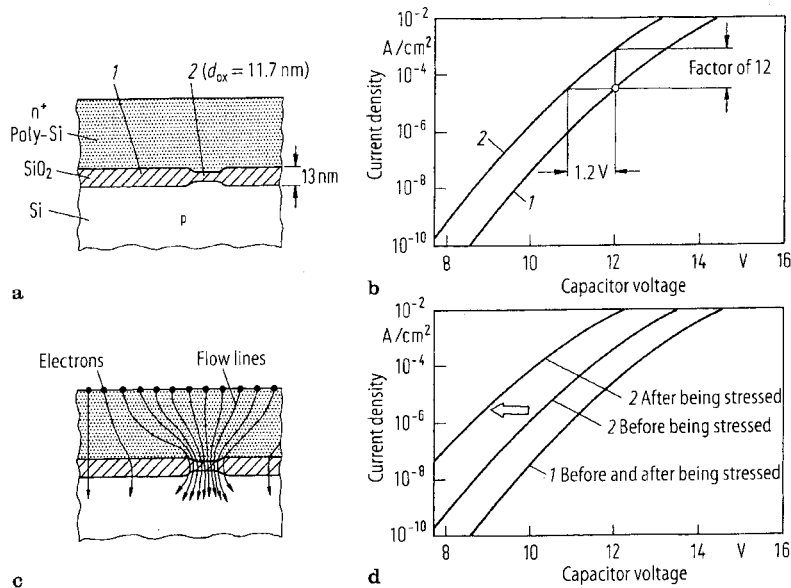 1
2 (dox = 11.7 nm)
n+
Poly-Si
SiO2
13 nm
Si
p
a
10-2
A/cm2
10-4
10-6
10-8
10-10
Current density
Factor of 12
2
1
1.2 V
8
10
12
14
V
16
Capacitor voltage
b
Electrons
Flow lines
c
10-2
A/cm2
10-4
10-6
10-8
10-10
Current density
2 After being stressed
2 Before being stressed
1 Before and after being stressed
8
10
12
14
V
16
Capacitor voltage
d